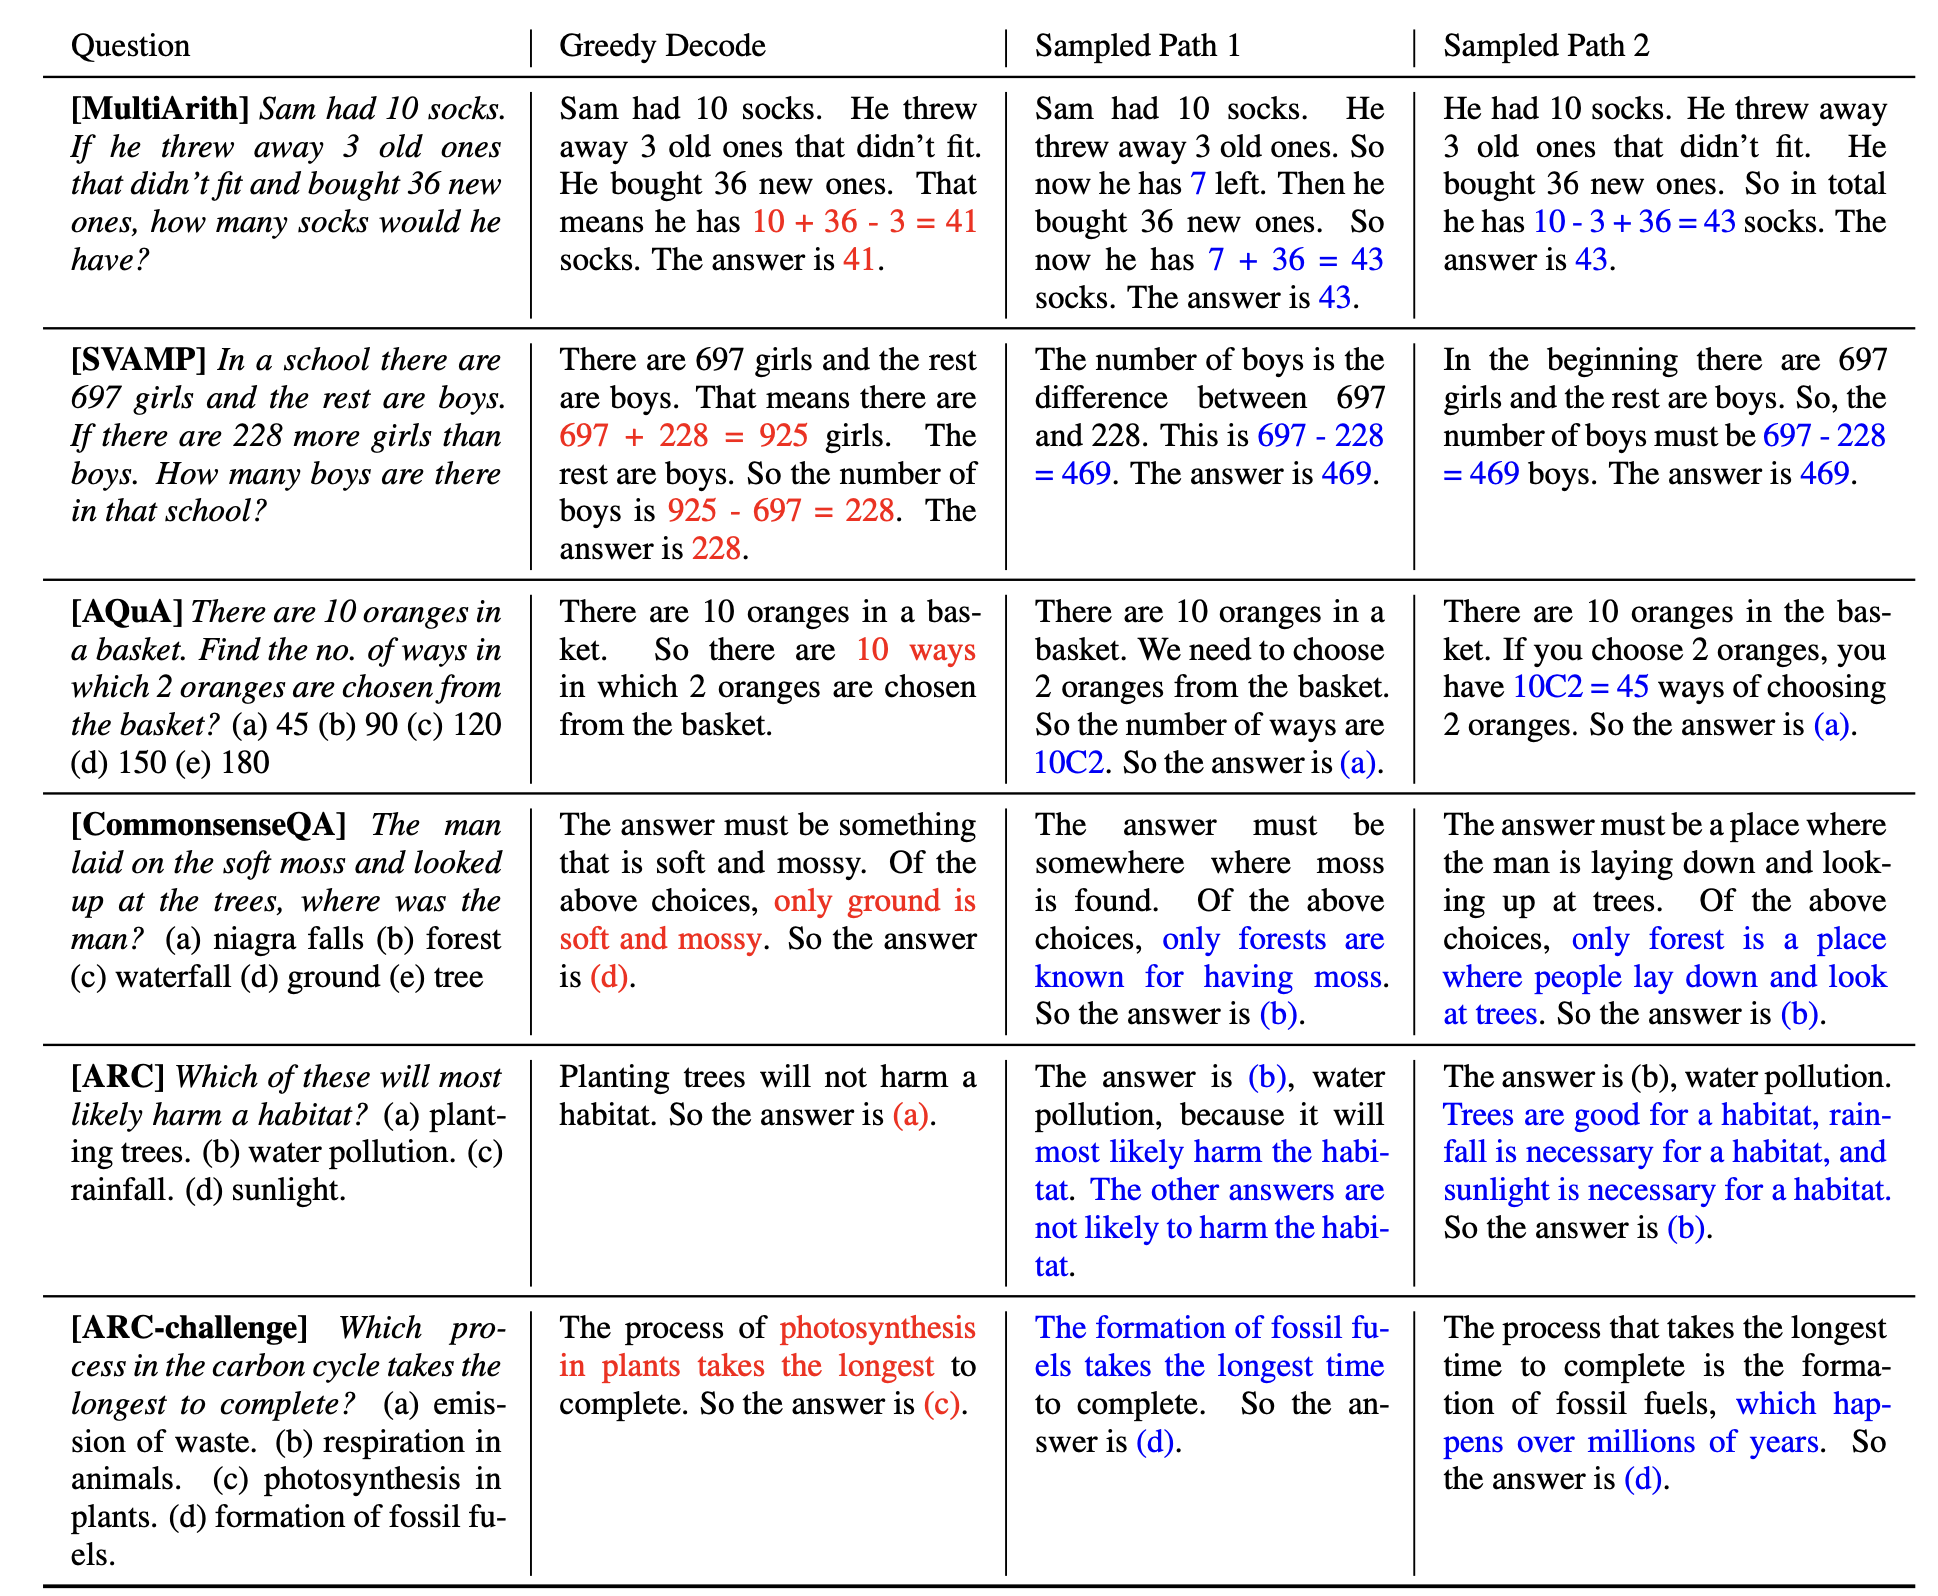 Question
Greedy Decode
Sampled Path 1
Sampled Path 2
[MultiArith] Sam had 10 socks.
If he threw away 3 old ones
that didn’t fit and bought 36 new
ones, how many socks would he
have?
Sam had 10 socks. He threw
away 3 old ones that didn’t fit.
He bought 36 new ones. That
means he has 10 + 36 - 3 = 41
socks. The answer is 41.
Sam had 10 socks. He
threw away 3 old ones. So
now he has 7 left. Then he
bought 36 new ones. So
now he has 7 + 36 = 43
socks. The answer is 43.
He had 10 socks. He threw away
3 old ones that didn’t fit. He
bought 36 new ones. So in total
he has 10 - 3 + 36 = 43 socks. The
answer is 43.
[SVAMP] In a school there are
697 girls and the rest are boys.
If there are 228 more girls than
boys. How many boys are there
in that school?
There are 697 girls and the rest
are boys. That means there are
697 + 228 = 925 girls. The
rest are boys. So the number of
boys is 925 - 697 = 228. The
answer is 228.
The number of boys is the
difference between 697
and 228. This is 697 - 228
= 469. The answer is 469.
In the beginning there are 697
girls and the rest are boys. So, the
number of boys must be 697 - 228
= 469 boys. The answer is 469.
[AQuA] There are 10 oranges in
a basket. Find the no. of ways in
which 2 oranges are chosen from
the basket? (a) 45 (b) 90 (c) 120
(d) 150 (e) 180
There are 10 oranges in a bas-
ket. So there are 10 ways
in which 2 oranges are chosen
from the basket.
There are 10 oranges in a
basket. We need to choose
2 oranges from the basket.
So the number of ways are
10C2. So the answer is (a).
There are 10 oranges in the bas-
ket. If you choose 2 oranges, you
have 10C2 = 45 ways of choosing
2 oranges. So the answer is (a).
[CommonsenseQA] The man
laid on the soft moss and looked
up at the trees, where was the
man? (a) niagra falls (b) forest
(c) waterfall (d) ground (e) tree
The answer must be something
that is soft and mossy. Of the
above choices, only ground is
soft and mossy. So the answer
is (d).
The answer must be
somewhere where moss
is found. Of the above
choices, only forests are
known for having moss.
So the answer is (b).
The answer must be a place where
the man is laying down and look-
ing up at trees. Of the above
choices, only forest is a place
where people lay down and look
at trees. So the answer is (b).
[ARC] Which of these will most
likely harm a habitat? (a) plant-
ing trees. (b) water pollution. (c)
rainfall. (d) sunlight.
Planting trees will not harm a
habitat. So the answer is (a).
The answer is (b), water
pollution, because it will
most likely harm the habi-
tat. The other answers are
not likely to harm the habi-
tat.
The answer is (b), water pollution.
Trees are good for a habitat, rain-
fall is necessary for a habitat, and
sunlight is necessary for a habitat.
So the answer is (b).
[ARC-challenge] Which pro-
cess in the carbon cycle takes the
longest to complete? (a) emis-
sion of waste. (b) respiration in
animals. (c) photosynthesis in
plants. (d) formation of fossil fu-
els.
The process of photosynthesis
in plants takes the longest to
complete. So the answer is (c).
The formation of fossil fu-
els takes the longest time
to complete. So the an-
swer is (d).
The process that takes the longest
time to complete is the forma-
tion of fossil fuels, which hap-
pens over millions of years. So
the answer is (d).